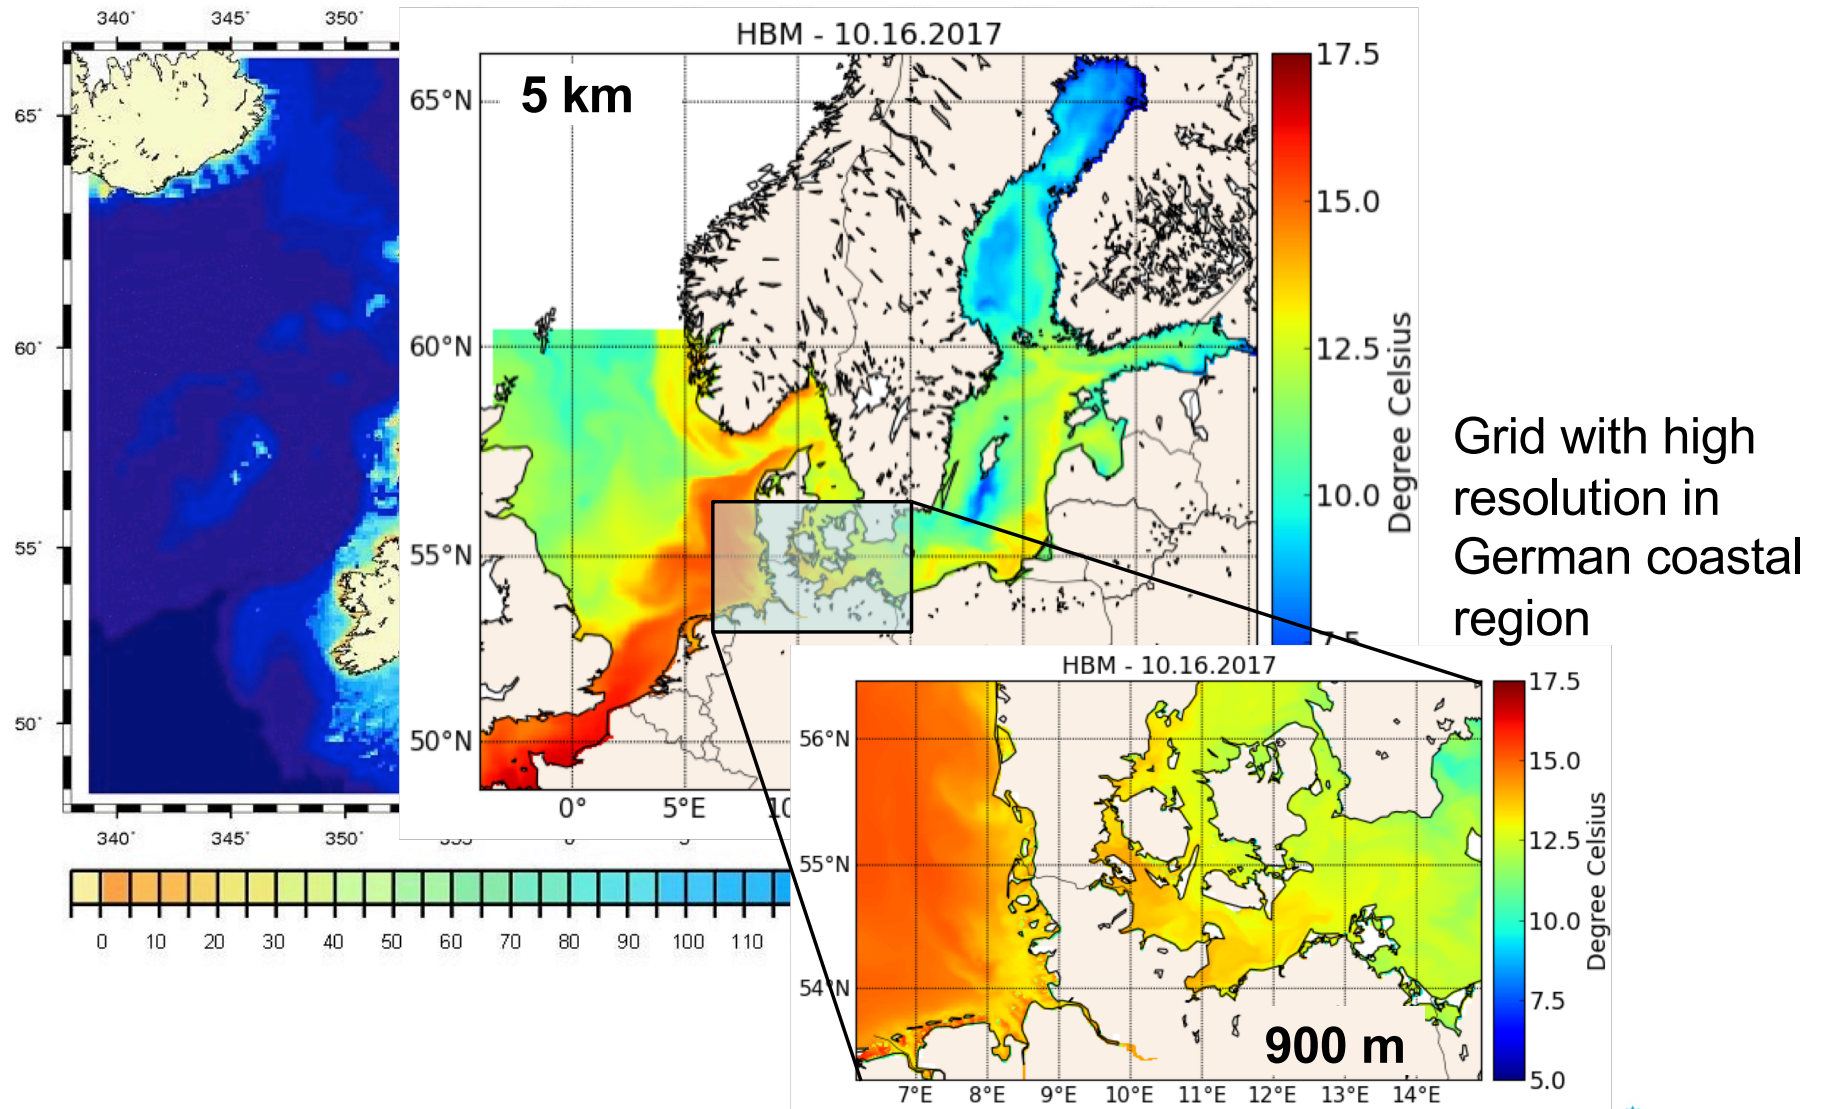 340° 345° 350°
65°
60°
55°
50°
340° 345° 350°
0 10 20 30 40 50 60 70 80 90 100 110
HBM - 10.16.2017
5 km
65°N
60°N
55°N
50°N
0° 5°E 10
17.5
15.0
12.5
10.0
7.5
Degree Celsius
Grid with high
resolution in
German coastal
region
HBM - 10.16.2017
56°N
55°N
54°N
900 m
7°E 8°E 9°E 10°E 11°E 12°E 13°E 14°E
17.5
15.0
12.5
10.0
7.5
5.0
Degree Celsius